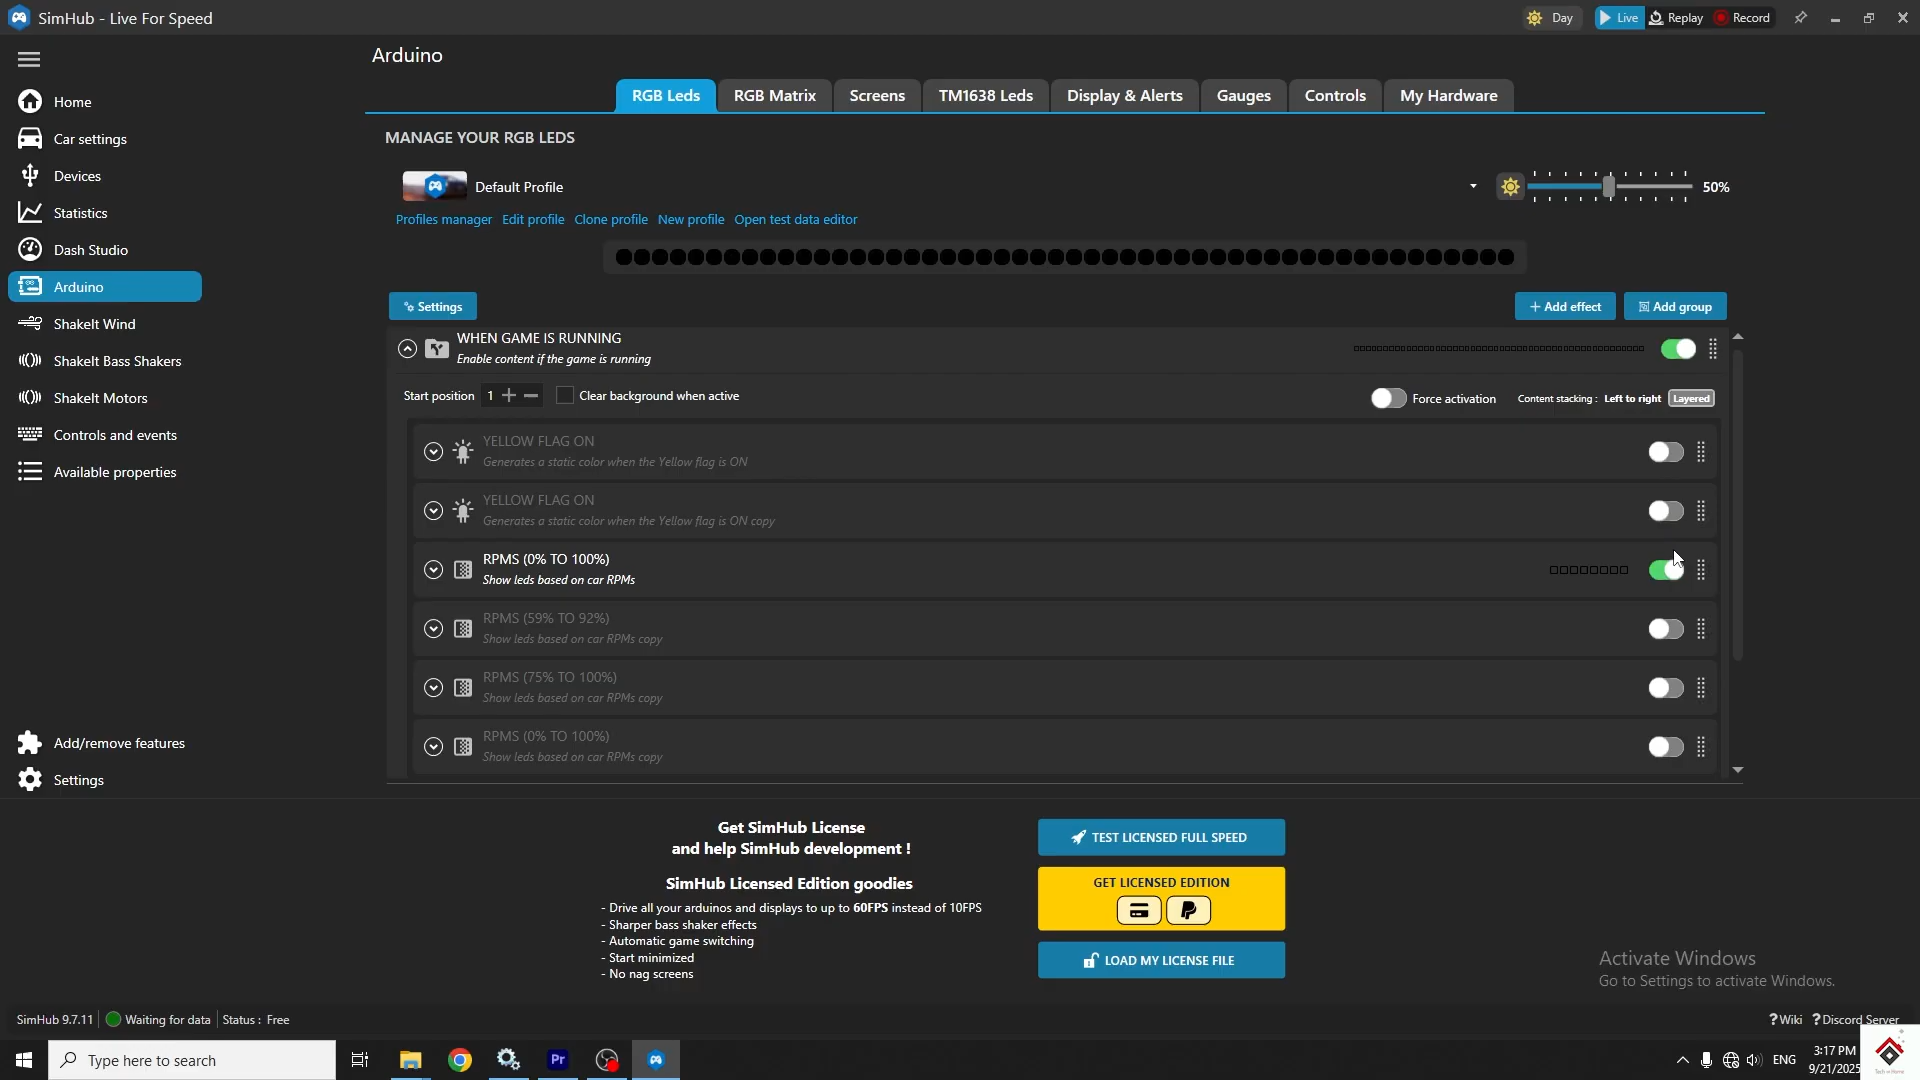 SimHub - Live For Speed
Day
Live
Replay
Record
Home
Car settings
Devices
Statistics
Dash Studio
Arduino
ShakeIt Wind
ShakeIt Bass Shakers
ShakeIt Motors
Controls and events
Available properties
Add/remove features
Settings
Arduino
RGB Leds
RGB Matrix
Screens
TM1638 Leds
Display & Alerts
Gauges
Controls
My Hardware
MANAGE YOUR RGB LEDS
Default Profile
50%
Profiles manager Edit profile Clone profile New profile Open test data editor
Settings
+ Add effect
Add group
WHEN GAME IS RUNNING
Enable content if the game is running
Start position 1 + − Clear background when active
Force activation Content stacking : Left to right Layered
YELLOW FLAG ON
Generates a static color when the Yellow flag is ON
YELLOW FLAG ON
Generates a static color when the Yellow flag is ON copy
RPMS (0% TO 100%)
Show leds based on car RPMs
RPMS (59% TO 92%)
Show leds based on car RPMs copy
RPMS (75% TO 100%)
Show leds based on car RPMs copy
RPMS (0% TO 100%)
Show leds based on car RPMs copy
Get SimHub License
and help SimHub development !
SimHub Licensed Edition goodies
- Drive all your arduinos and displays to up to 60FPS instead of 10FPS
- Sharper bass shaker effects
- Automatic game switching
- Start minimized
- No nag screens
TEST LICENSED FULL SPEED
GET LICENSED EDITION
LOAD MY LICENSE FILE
Activate Windows
Go to Settings to activate Windows.
SimHub 9.7.11 Waiting for data Status : Free
?Wiki ?Discord Server
Type here to search
Pr
ENG
3:17 PM
9/21/2025